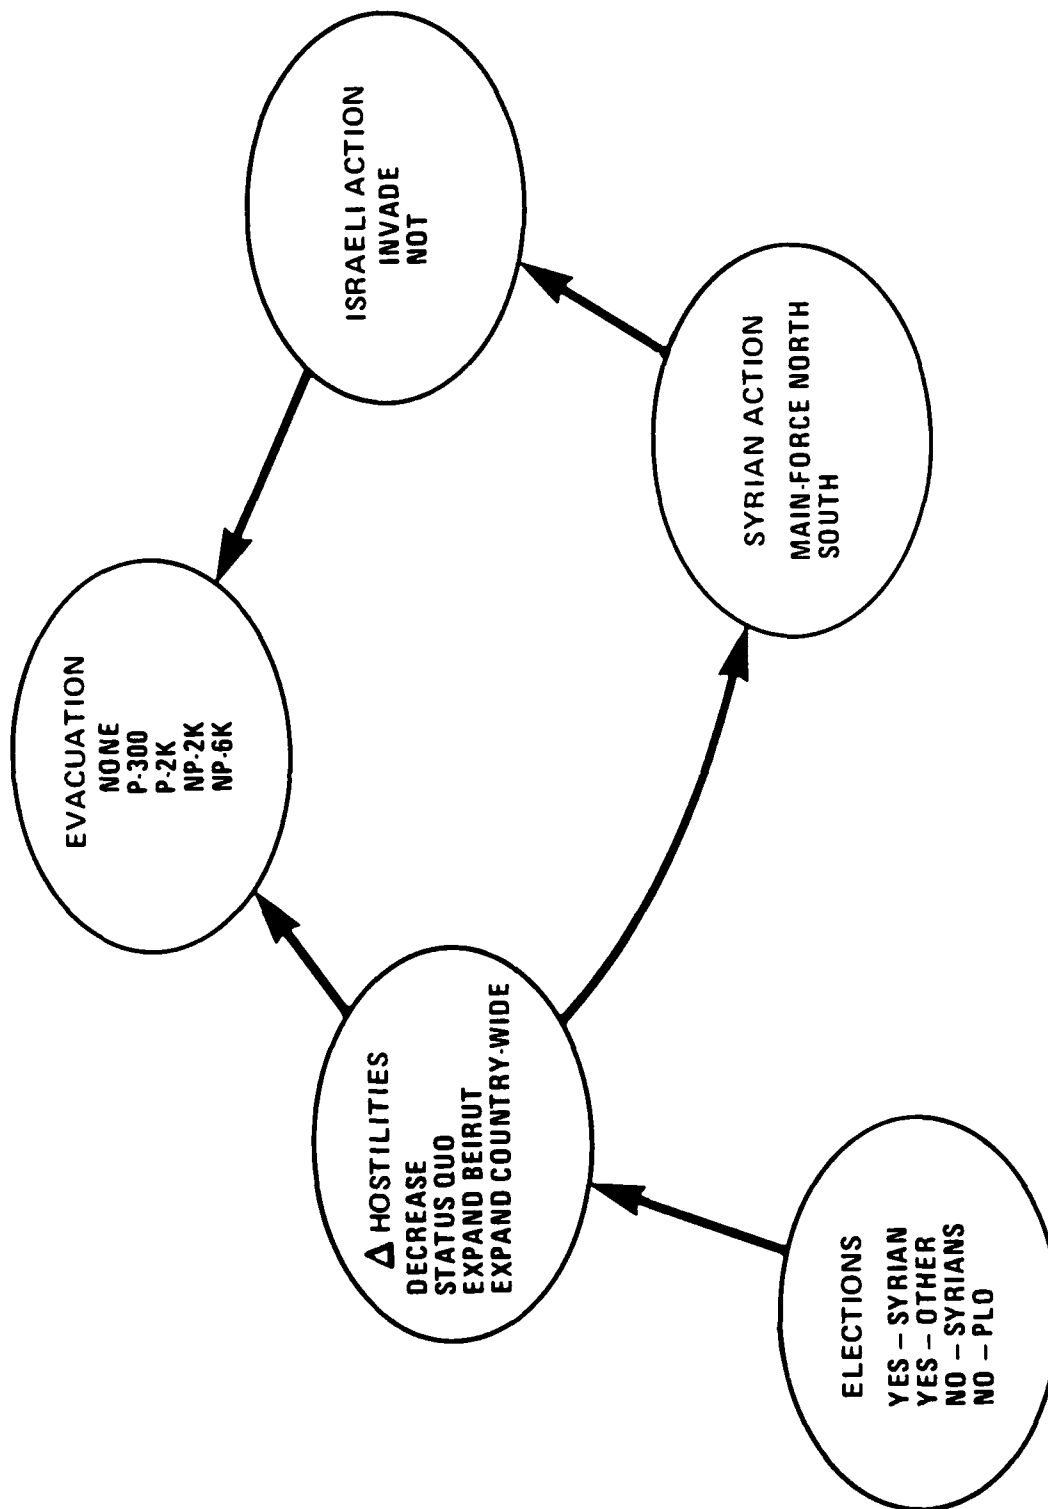 EVACUATION
NONE
P-300
P-2K
NP-2K
NP-6K
ISRAELI ACTION
INVADE
NOT
Δ HOSTILITIES
DECREASE
STATUS QUO
EXPAND BEIRUT
EXPAND COUNTRY-WIDE
SYRIAN ACTION
MAIN-FORCE NORTH
SOUTH
ELECTIONS
YES – SYRIAN
YES – OTHER
NO – SYRIANS
NO – PLO